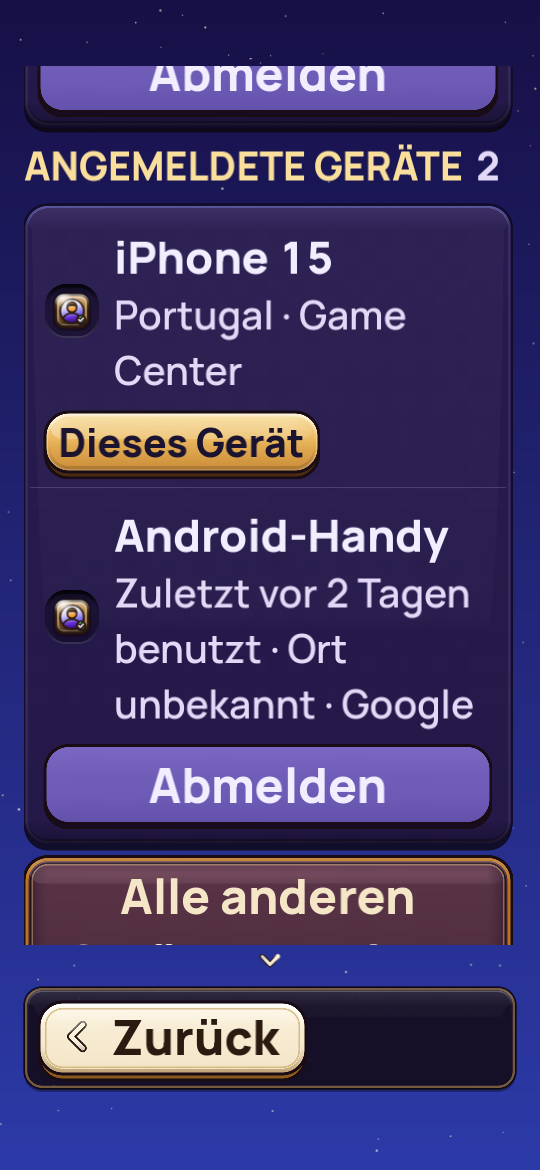 Abmelden
ANGEMELDETE GERÄTE 2
iPhone 15
Portugal · Game
Center
Dieses Gerät
Android-Handy
Zuletzt vor 2 Tagen
benutzt · Ort
unbekannt · Google
Abmelden
Alle anderen
Zurück